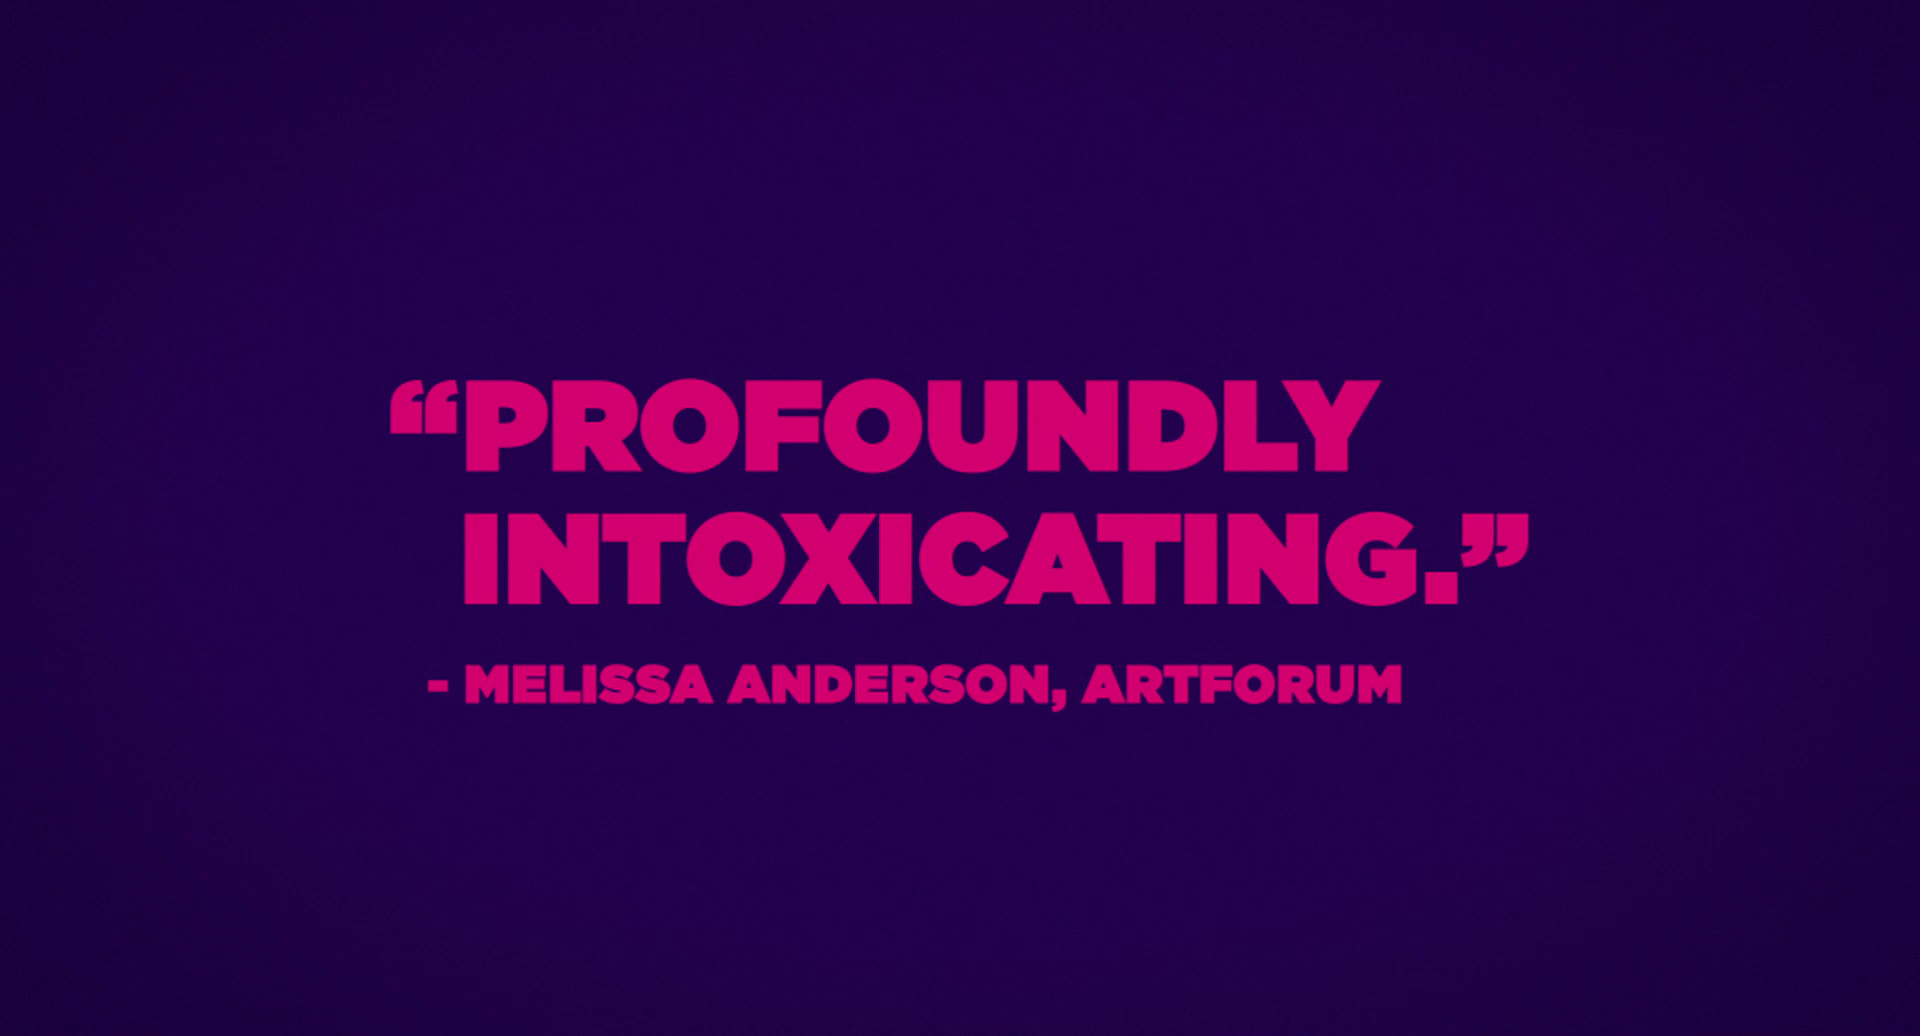 “PROFOUNDLY
INTOXICATING.”
- MELISSA ANDERSON, ARTFORUM